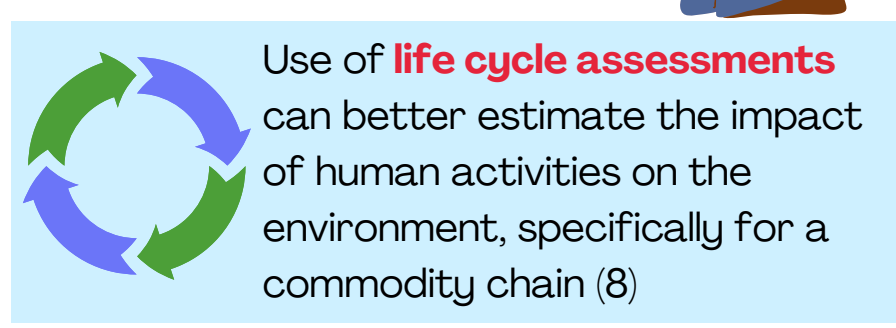 Use of life cycle assessments
can better estimate the impact
of human activities on the
environment, specifically for a
commodity chain (8)